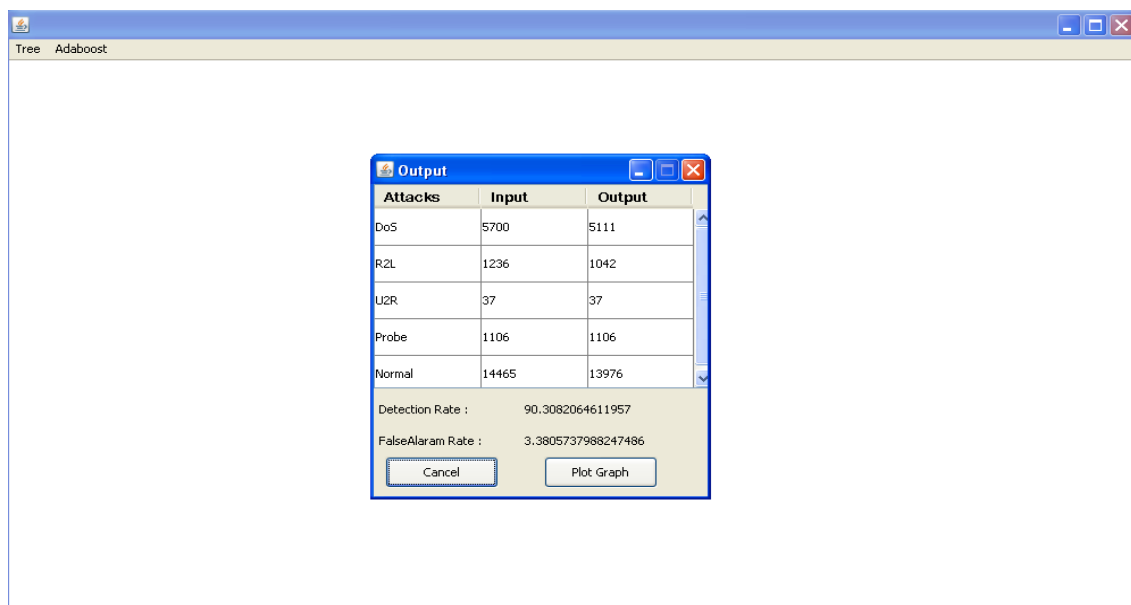 Tree Adaboost
Output
Attacks Input Output
DoS 5700 5111
R2L 1236 1042
U2R 37 37
Probe 1106 1106
Normal 14465 13976
Detection Rate : 90.3082064611957
FalseAlaram Rate : 3.3805737988247486
Cancel Plot Graph